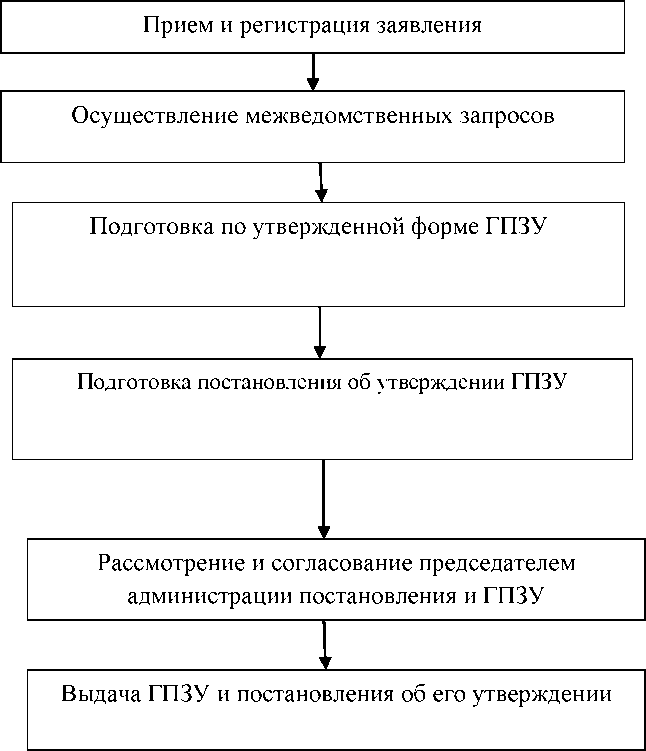 Прием и регистрация заявления
Осуществление межведомственных запросов
Подготовка по утвержденной форме ГПЗУ
Подготовка постановления об утверждении ГПЗУ
Рассмотрение и согласование председателем
администрации постановления и ГПЗУ
Выдача ГПЗУ и постановления об его утверждении